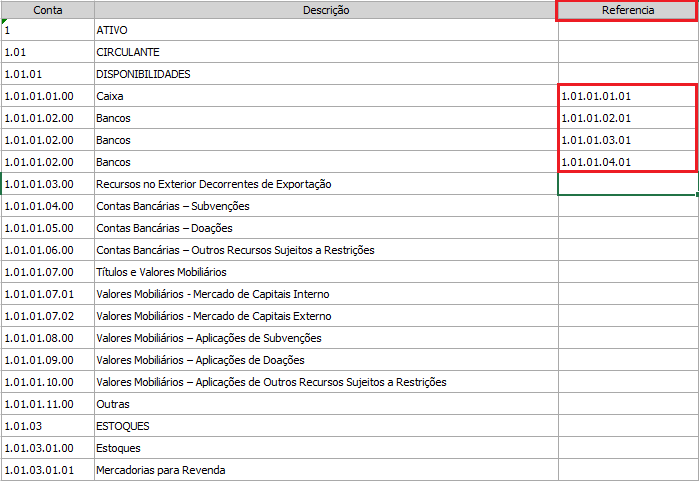 Conta Descrição Referencia
1 ATIVO
1.01 CIRCULANTE
1.01.01 DISPONIBILIDADES
1.01.01.01.00 Caixa 1.01.01.01.01
1.01.01.02.00 Bancos 1.01.01.02.01
1.01.01.02.00 Bancos 1.01.01.03.01
1.01.01.02.00 Bancos 1.01.01.04.01
1.01.01.03.00 Recursos no Exterior Decorrentes de Exportação
1.01.01.04.00 Contas Bancárias – Subvenções
1.01.01.05.00 Contas Bancárias – Doações
1.01.01.06.00 Contas Bancárias – Outros Recursos Sujeitos a Restrições
1.01.01.07.00 Títulos e Valores Mobiliários
1.01.01.07.01 Valores Mobiliários - Mercado de Capitais Interno
1.01.01.07.02 Valores Mobiliários - Mercado de Capitais Externo
1.01.01.08.00 Valores Mobiliários – Aplicações de Subvenções
1.01.01.09.00 Valores Mobiliários – Aplicações de Doações
1.01.01.10.00 Valores Mobiliários – Aplicações de Outros Recursos Sujeitos a Restrições
1.01.01.11.00 Outras
1.01.03 ESTOQUES
1.01.03.01.00 Estoques
1.01.03.01.01 Mercadorias para Revenda